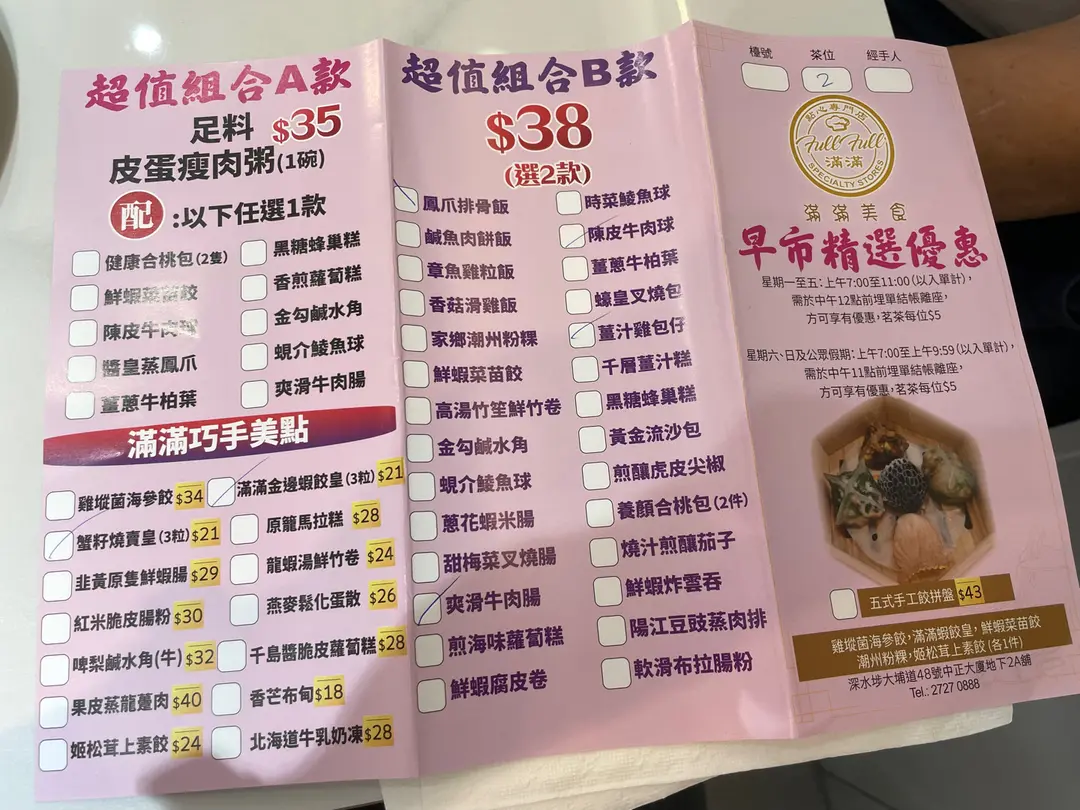 超值組合A款
足料 $35
皮蛋瘦肉粥(1碗)
配:以下任選1款
健康合桃包(2隻)
鮮蝦菜苗餃
陳皮牛肉球
醬皇蒸鳳爪
薑蔥牛柏葉
黑糖蜂巢糕
香煎蘿蔔糕
金勾鹹水角
蜆介鯪魚球
爽滑牛肉腸
滿滿巧手美點
雞㙡菌海參餃 $34
蟹籽燒賣皇(3粒) $21
韭黃原隻鮮蝦腸 $29
紅米脆皮腸粉 $30
啤梨鹹水角(牛) $32
果皮蒸龍躉肉 $40
姬松茸上素餃 $24
滿滿金邊蝦餃皇(3粒) $21
原籠馬拉糕 $28
龍蝦湯鮮竹卷 $24
燕麥鬆化蛋散 $26
千島醬脆皮蘿蔔糕 $28
香芒布甸 $18
北海道牛乳奶凍 $28
超值組合B款
$38
(選2款)
鳳爪排骨飯
鹹魚肉餅飯
章魚雞粒飯
香菇滑雞飯
家鄉潮州粉粿
鮮蝦菜苗餃
高湯竹笙鮮竹卷
金勾鹹水角
蜆介鯪魚球
蔥花蝦米腸
甜梅菜叉燒腸
爽滑牛肉腸
煎海味蘿蔔糕
鮮蝦腐皮卷
時菜鯪魚球
陳皮牛肉球
薑蔥牛柏葉
蠔皇叉燒包
薑汁雞包仔
千層薑汁糕
黑糖蜂巢糕
黃金流沙包
煎釀虎皮尖椒
養顏合桃包(2件)
燒汁煎釀茄子
鮮蝦炸雲吞
陽江豆豉蒸肉排
軟滑布拉腸粉
檯號 茶位 經手人
2
點心專門店
Full Full
滿滿
SPECIALTY STORES
滿滿美食
早市精選優惠
星期一至五:上午7:00至11:00(以入單計),
需於中午12點前埋單結帳離座,
方可享有優惠,茗茶每位$5
星期六、日及公眾假期:上午7:00至上午9:59(以入單計),
需於中午11點前埋單結帳離座,
方可享有優惠,茗茶每位$5
五式手工餃拼盤 $43
雞㙡菌海參餃,滿滿蝦餃皇,鮮蝦菜苗餃
潮州粉粿,姬松茸上素餃(各1件)
深水埗大埔道48號中正大廈地下2A舖
Tel.: 2727 0888